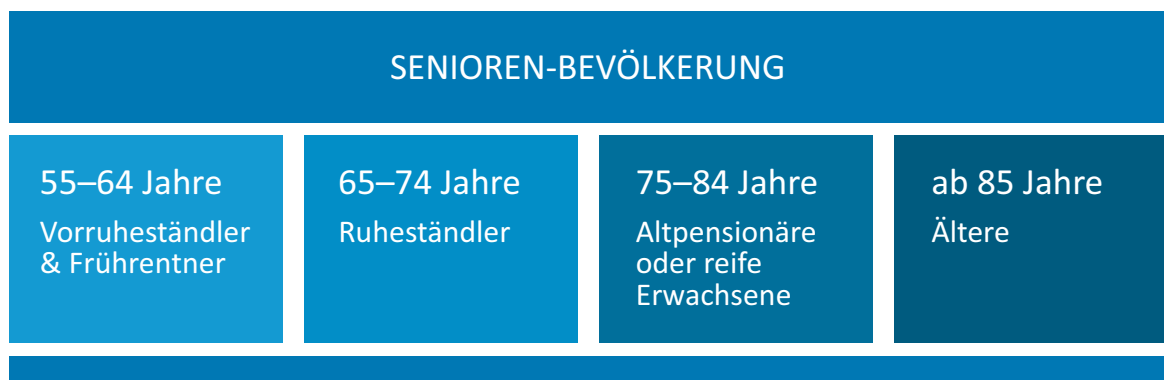 SENIOREN-BEVÖLKERUNG
55–64 Jahre
Vorruheständler
& Frührentner
65–74 Jahre
Ruheständler
75–84 Jahre
Altpensionäre
oder reife
Erwachsene
ab 85 Jahre
Ältere